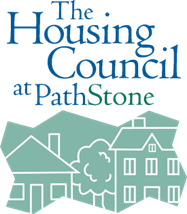 The
Housing
Council
at PathStone